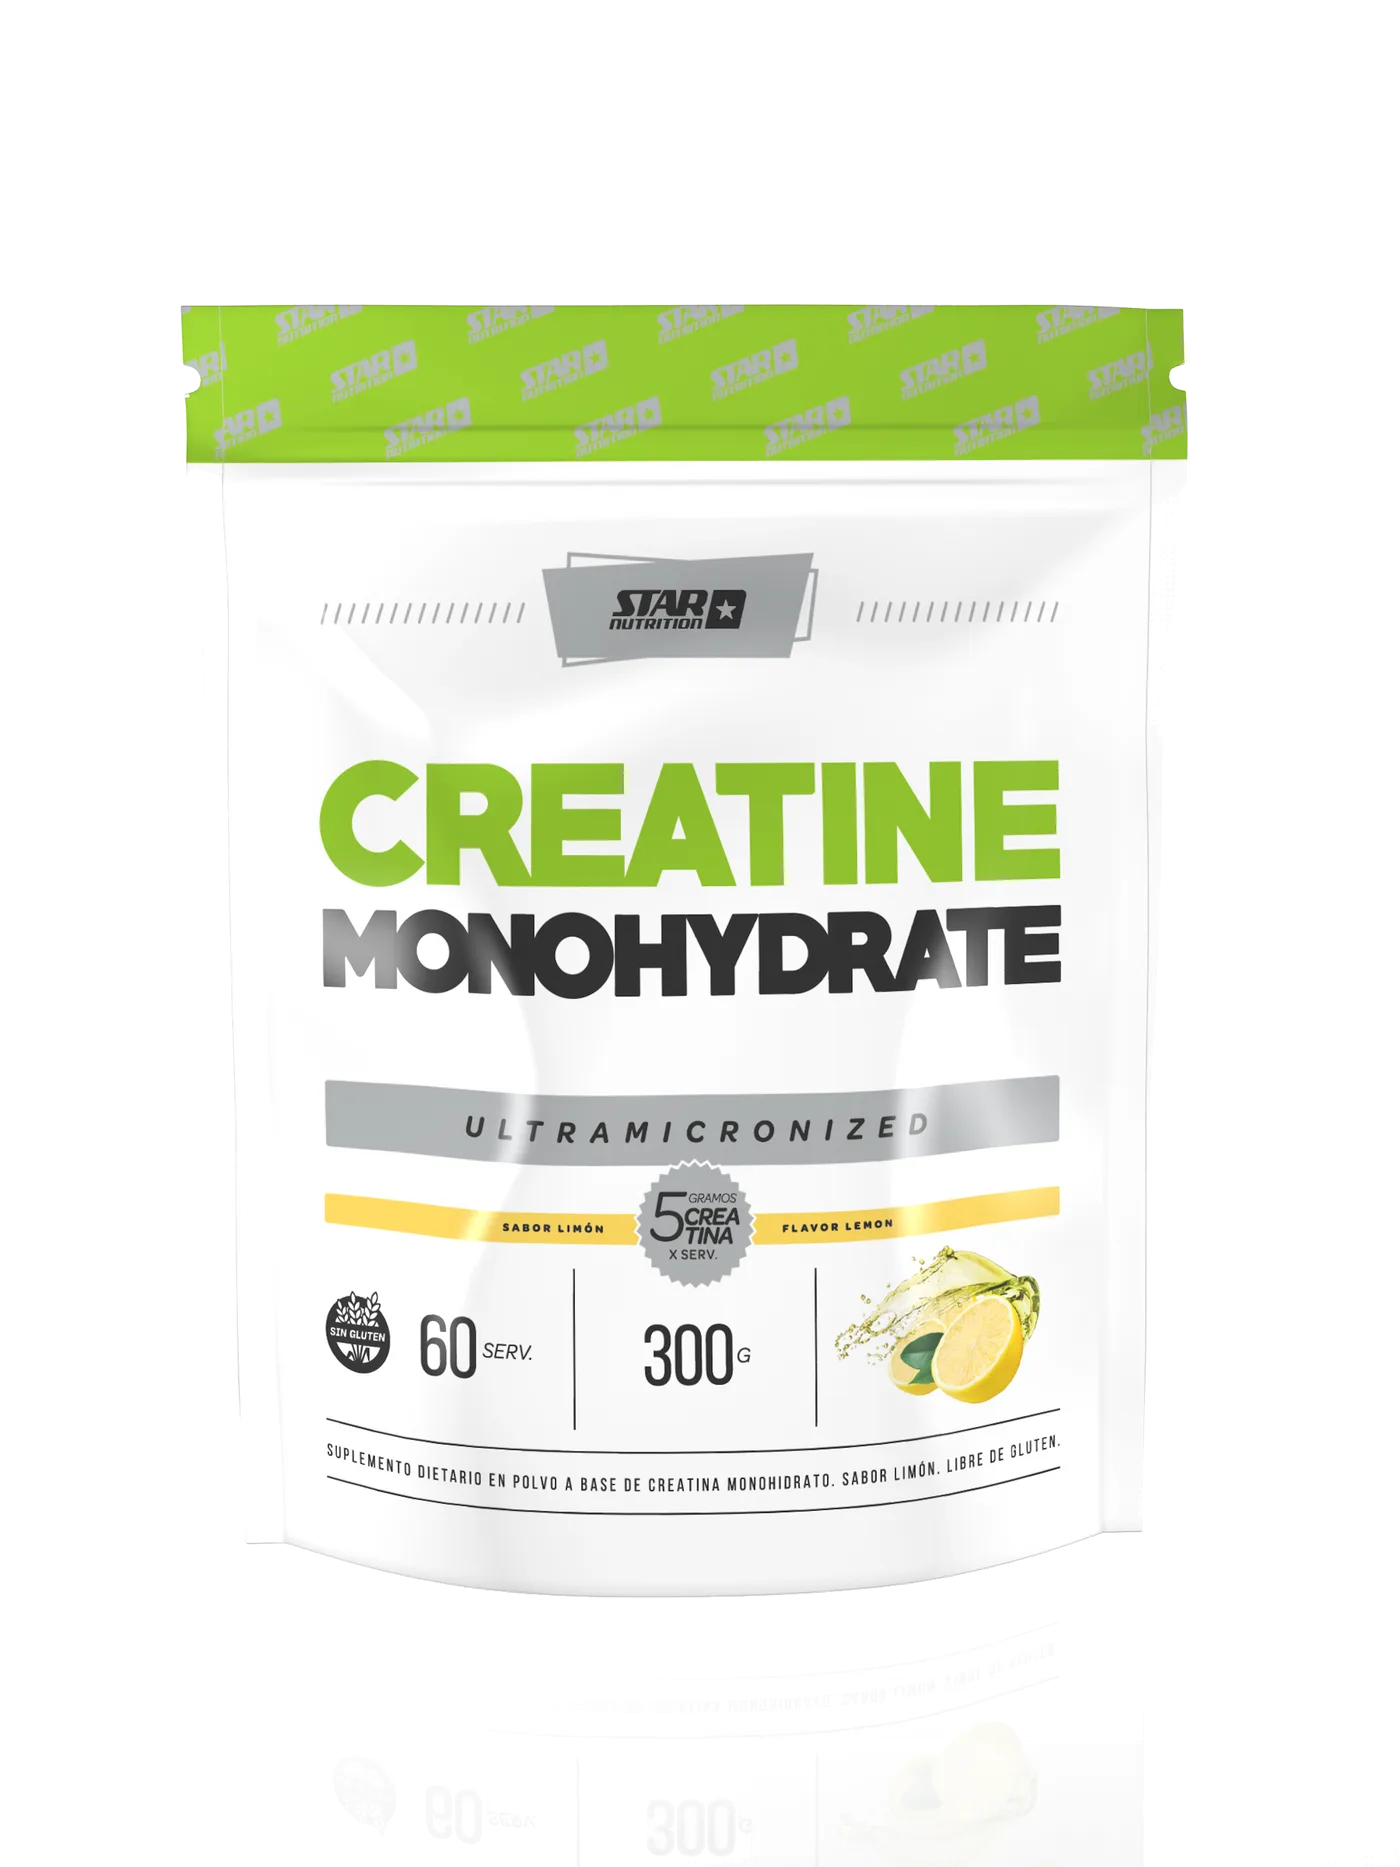 STAR
NUTRITION
CREATINE
MONOHYDRATE
ULTRAMICRONIZED
SABOR LIMÓN
5 GRAMOS
CREA
TINA
X SERV.
FLAVOR LEMON
SIN GLUTEN
60 SERV.
300 G
SUPLEMENTO DIETARIO EN POLVO A BASE DE CREATINA MONOHIDRATO. SABOR LIMÓN. LIBRE DE GLUTEN.